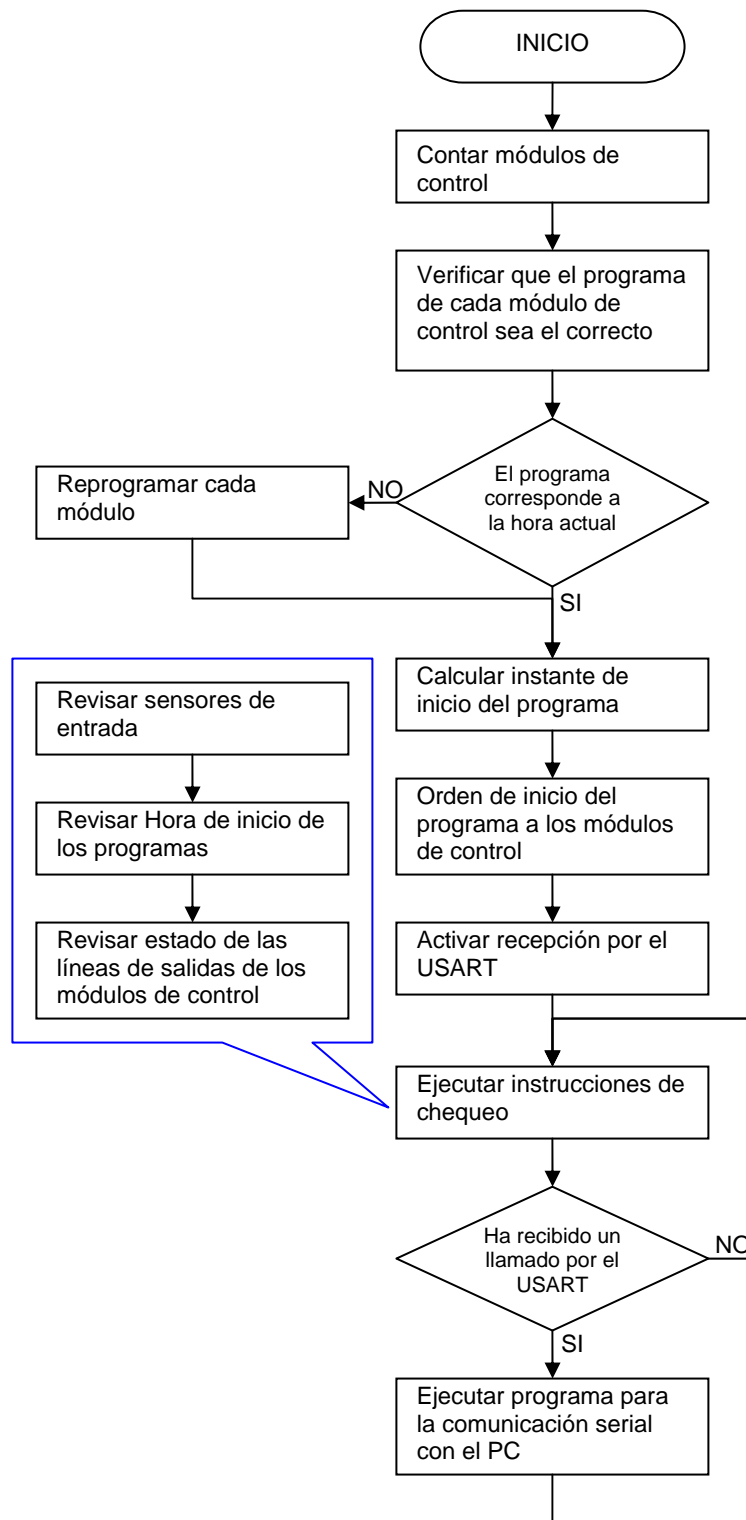 INICIO
Contar módulos de
control
Verificar que el programa
de cada módulo de
control sea el correcto
El programa
corresponde a
la hora actual
NO
Reprogramar cada
módulo
SI
Calcular instante de
inicio del programa
Orden de inicio del
programa a los módulos
de control
Activar recepción por el
USART
Revisar sensores de
entrada
Revisar Hora de inicio de
los programas
Revisar estado de las
líneas de salidas de los
módulos de control
Ejecutar instrucciones de
chequeo
Ha recibido un
llamado por el
USART
NO
SI
Ejecutar programa para
la comunicación serial
con el PC